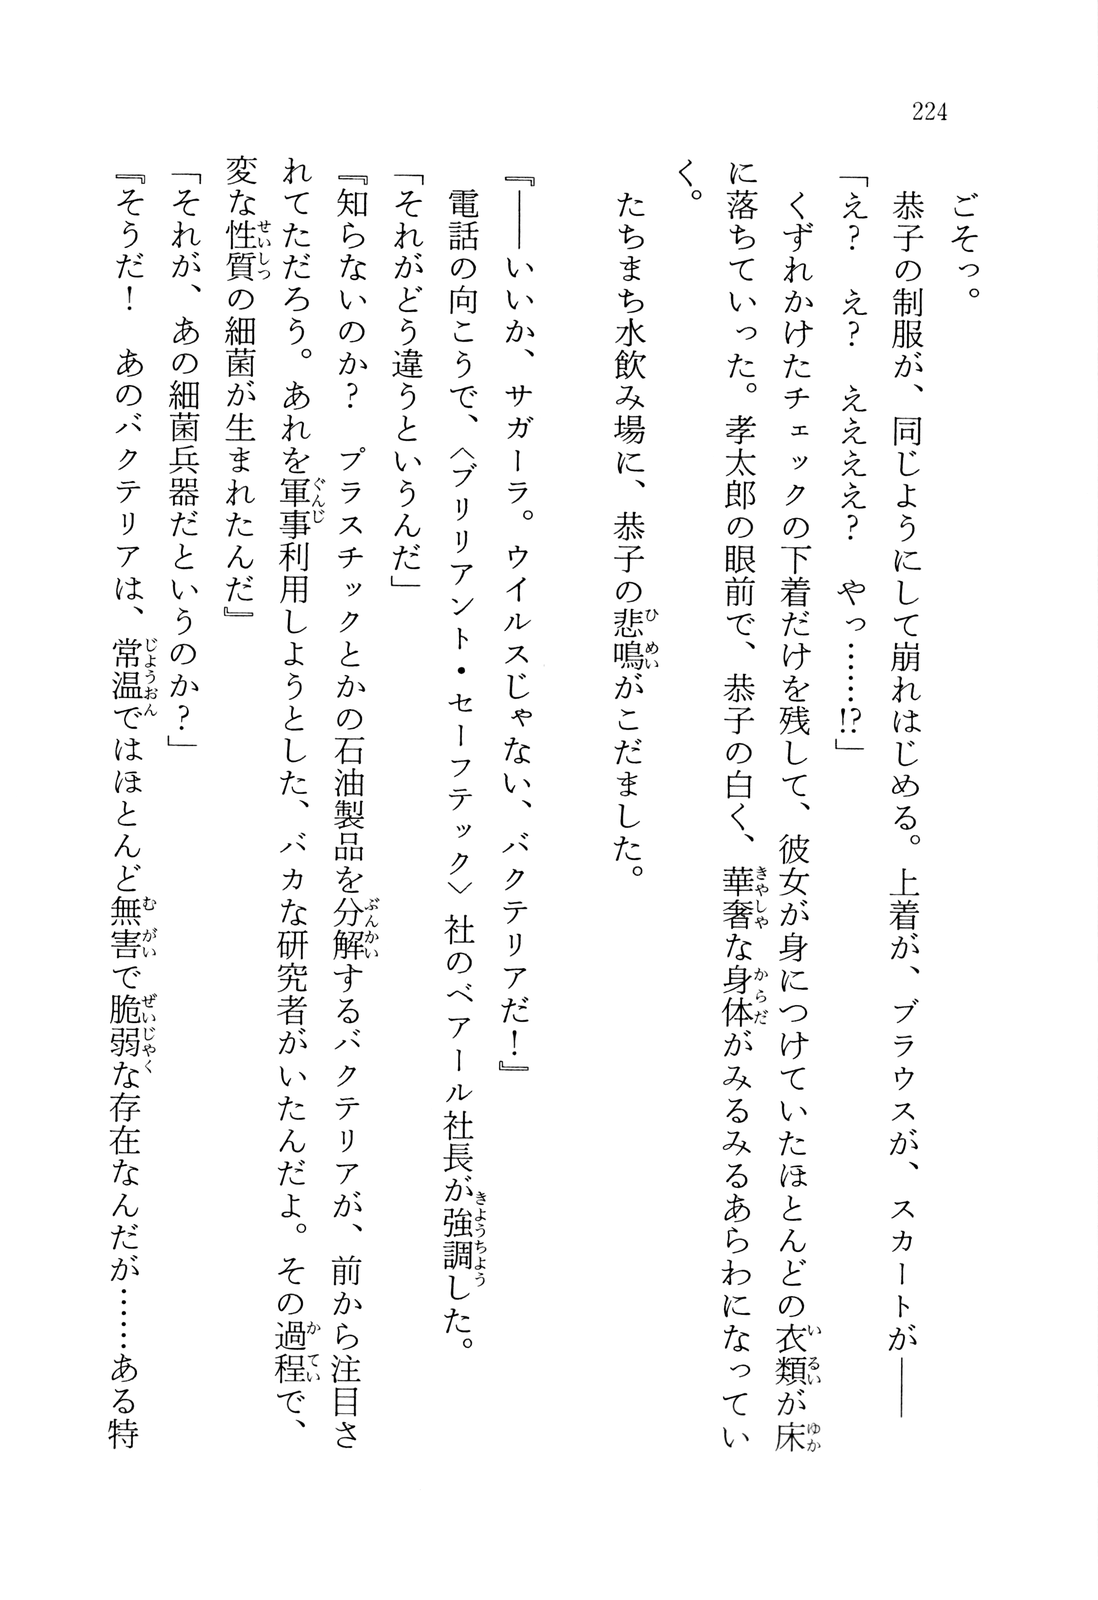 224
ごそっ。
恭子の制服が、同じようにして崩れはじめる。上着が、ブラウスが、スカートが――
「え？　え？　ええええ？　やっ……!?」
くずれかけたチェックの下着だけを残して、彼女が身につけていたほとんどの衣類が床
に落ちていった。孝太郎の眼前で、恭子の白く、華奢な身体がみるみるあらわになってい
く。
たちまち水飲み場に、恭子の悲鳴がこだました。
『――いいか、サガーラ。ウイルスじゃない、バクテリアだ！』
電話の向こうで、〈ブリリアント・セーフテック〉社のベアール社長が強調した。
「それがどう違うというんだ」
『知らないのか？　プラスチックとかの石油製品を分解するバクテリアが、前から注目さ
れてただろう。あれを軍事利用しようとした、バカな研究者がいたんだよ。その過程で、
変な性質の細菌が生まれたんだ』
「それが、あの細菌兵器だというのか？」
『そうだ！　あのバクテリアは、常温ではほとんど無害で脆弱な存在なんだが……ある特